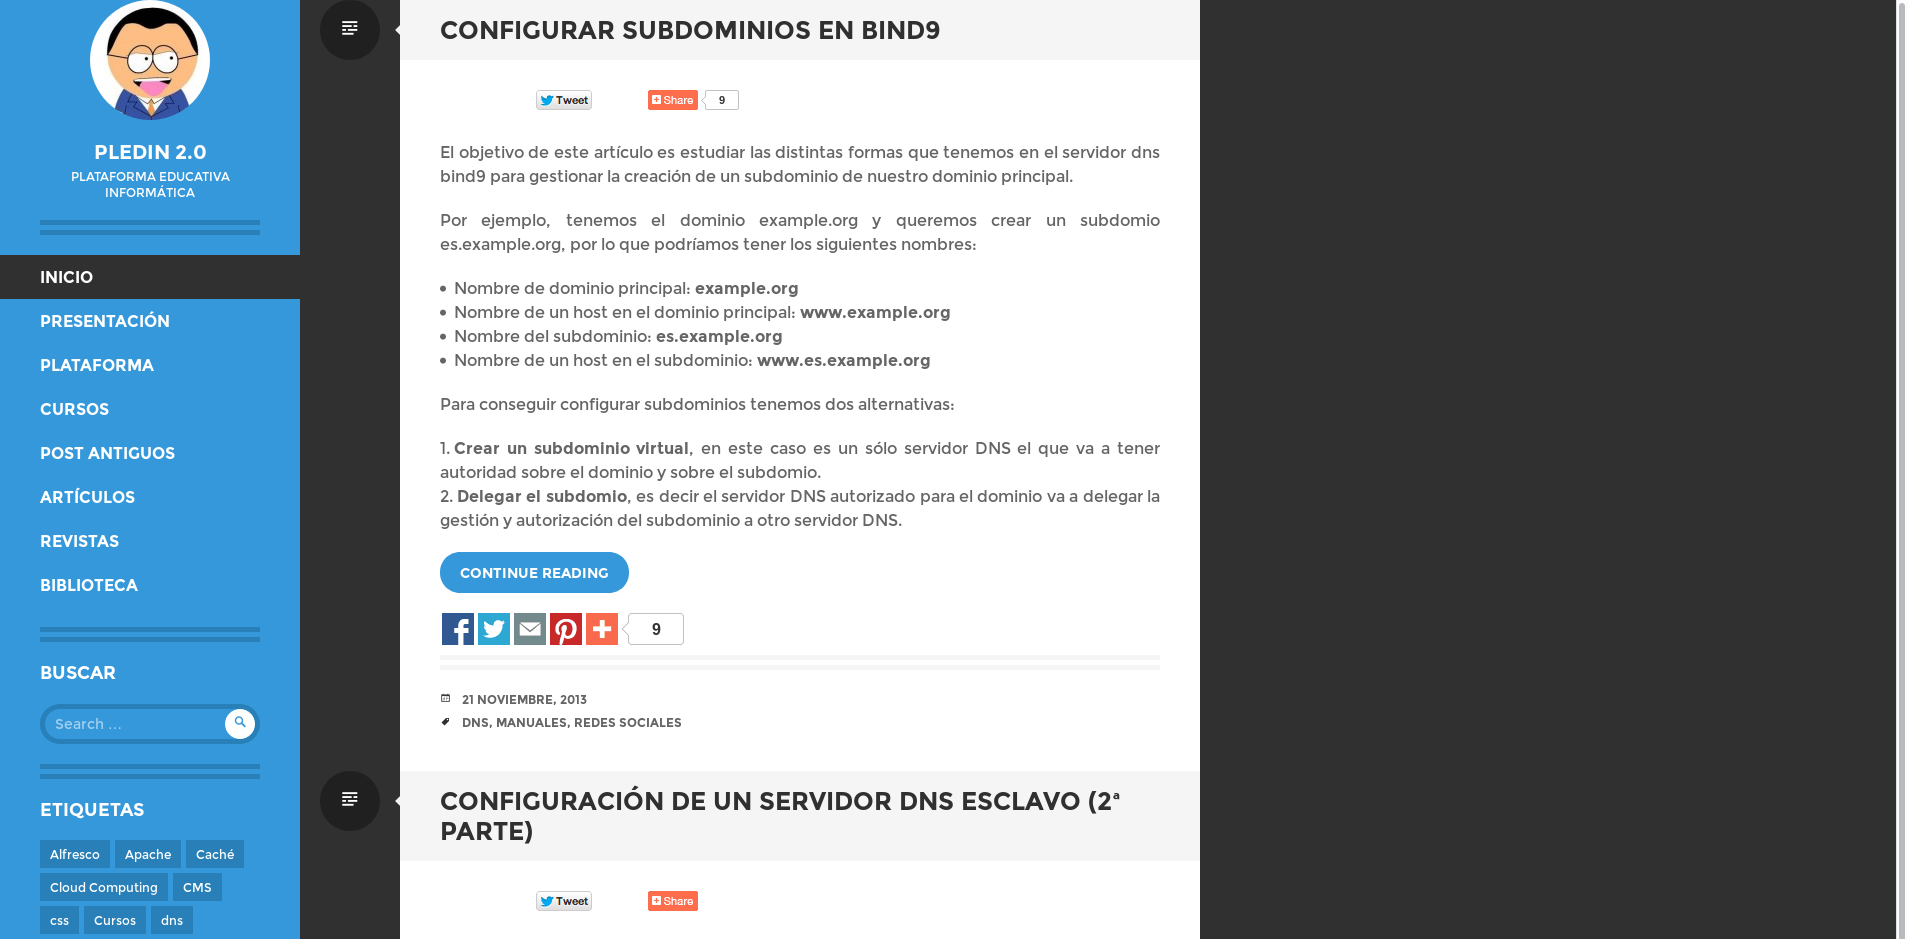 PLEDIN 2.0
PLATAFORMA EDUCATIVA
INFORMÁTICA
INICIO
PRESENTACIÓN
PLATAFORMA
CURSOS
POST ANTIGUOS
ARTÍCULOS
REVISTAS
BIBLIOTECA
BUSCAR
Search ...
ETIQUETAS
Alfresco Apache Caché
Cloud Computing CMS
css Cursos dns
CONFIGURAR SUBDOMINIOS EN BIND9
Tweet Share 9
El objetivo de este artículo es estudiar las distintas formas que tenemos en el servidor dns
bind9 para gestionar la creación de un subdominio de nuestro dominio principal.
Por ejemplo, tenemos el dominio example.org y queremos crear un subdomio
es.example.org, por lo que podríamos tener los siguientes nombres:
• Nombre de dominio principal: example.org
• Nombre de un host en el dominio principal: www.example.org
• Nombre del subdominio: es.example.org
• Nombre de un host en el subdominio: www.es.example.org
Para conseguir configurar subdominios tenemos dos alternativas:
1. Crear un subdominio virtual, en este caso es un sólo servidor DNS el que va a tener
autoridad sobre el dominio y sobre el subdomio.
2. Delegar el subdomio, es decir el servidor DNS autorizado para el dominio va a delegar la
gestión y autorización del subdominio a otro servidor DNS.
CONTINUE READING
9
21 NOVIEMBRE, 2013
DNS, MANUALES, REDES SOCIALES
CONFIGURACIÓN DE UN SERVIDOR DNS ESCLAVO (2ª
PARTE)
Tweet Share